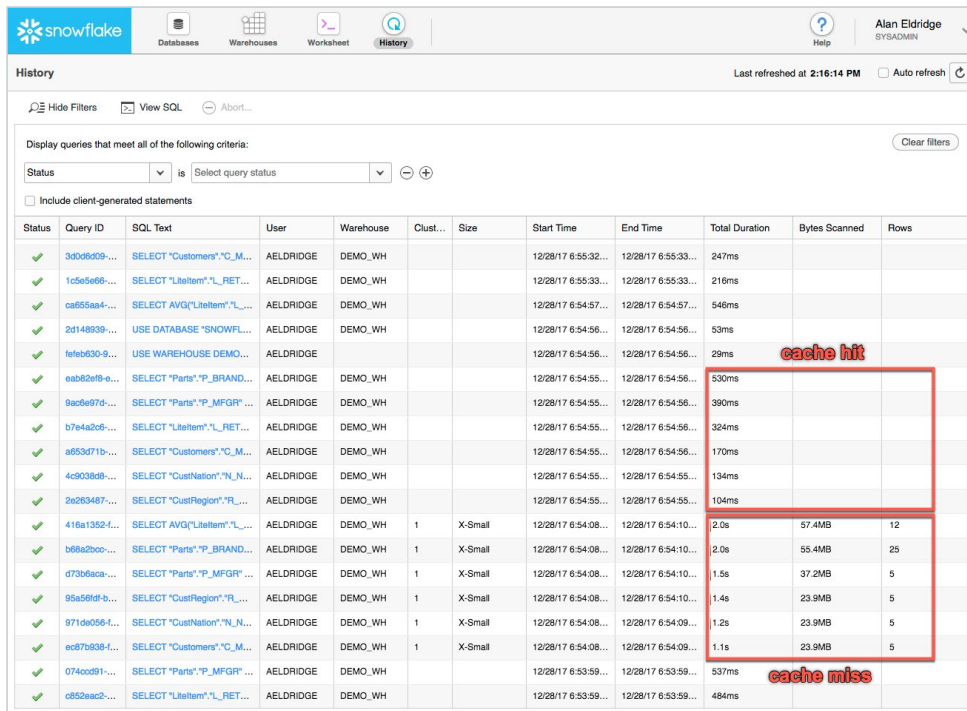 snowflake
Databases Warehouses Worksheet History Help Alan Eldridge
SYSADMIN
History Last refreshed at 2:16:14 PM Auto refresh
Hide Filters View SQL Abort...
Display queries that meet all of the following criteria: Clear filters
Status is Select query status
Include client-generated statements
Status Query ID SQL Text User Warehouse Clust... Size Start Time End Time Total Duration Bytes Scanned Rows
3d0d6d09-... SELECT "Customers"."C_M... AELDRIDGE DEMO_WH 12/28/17 6:55:32... 12/28/17 6:55:33... 247ms
1c5e5e66-... SELECT "LiteItem"."L_RET... AELDRIDGE DEMO_WH 12/28/17 6:55:33... 12/28/17 6:55:33... 216ms
ca655aa4-... SELECT AVG("LiteItem"."L_... AELDRIDGE DEMO_WH 12/28/17 6:54:57... 12/28/17 6:54:57... 546ms
2d148939-... USE DATABASE "SNOWFL... AELDRIDGE DEMO_WH 12/28/17 6:54:56... 12/28/17 6:54:56... 53ms
fefeb630-9... USE WAREHOUSE DEMO... AELDRIDGE DEMO_WH 12/28/17 6:54:56... 12/28/17 6:54:56... 29ms cache hit
eab82ef8-e... SELECT "Parts"."P_BRAND... AELDRIDGE DEMO_WH 12/28/17 6:54:55... 12/28/17 6:54:56... 530ms
9ac6e97d-... SELECT "Parts"."P_MFGR" ... AELDRIDGE DEMO_WH 12/28/17 6:54:55... 12/28/17 6:54:56... 390ms
b7e4a2c6-... SELECT "LiteItem"."L_RET... AELDRIDGE DEMO_WH 12/28/17 6:54:55... 12/28/17 6:54:56... 324ms
a653d71b-... SELECT "Customers"."C_M... AELDRIDGE DEMO_WH 12/28/17 6:54:55... 12/28/17 6:54:56... 170ms
4c9038d8-... SELECT "CustNation"."N_N... AELDRIDGE DEMO_WH 12/28/17 6:54:55... 12/28/17 6:54:55... 134ms
2e263487-... SELECT "CustRegion"."R_... AELDRIDGE DEMO_WH 12/28/17 6:54:55... 12/28/17 6:54:55... 104ms
416a1352-f... SELECT AVG("LiteItem"."L_... AELDRIDGE DEMO_WH 1 X-Small 12/28/17 6:54:08... 12/28/17 6:54:10... 2.0s 57.4MB 12
b68a2bcc-... SELECT "Parts"."P_BRAND... AELDRIDGE DEMO_WH 1 X-Small 12/28/17 6:54:08... 12/28/17 6:54:10... 2.0s 55.4MB 25
d73b6aca-... SELECT "Parts"."P_MFGR" ... AELDRIDGE DEMO_WH 1 X-Small 12/28/17 6:54:08... 12/28/17 6:54:10... 1.5s 37.2MB 5
95a56fdf-b... SELECT "CustRegion"."R_... AELDRIDGE DEMO_WH 1 X-Small 12/28/17 6:54:08... 12/28/17 6:54:10... 1.4s 23.9MB 5
971de056-f... SELECT "CustNation"."N_N... AELDRIDGE DEMO_WH 1 X-Small 12/28/17 6:54:08... 12/28/17 6:54:09... 1.2s 23.9MB 5
ec87b938-f... SELECT "Customers"."C_M... AELDRIDGE DEMO_WH 1 X-Small 12/28/17 6:54:08... 12/28/17 6:54:09... 1.1s 23.9MB 5
074ccd91-... SELECT "Parts"."P_MFGR" ... AELDRIDGE DEMO_WH 12/28/17 6:53:59... 12/28/17 6:53:59... 537ms cache miss
c852eac2-... SELECT "LiteItem"."L_RET... AELDRIDGE DEMO_WH 12/28/17 6:53:59... 12/28/17 6:53:59... 484ms